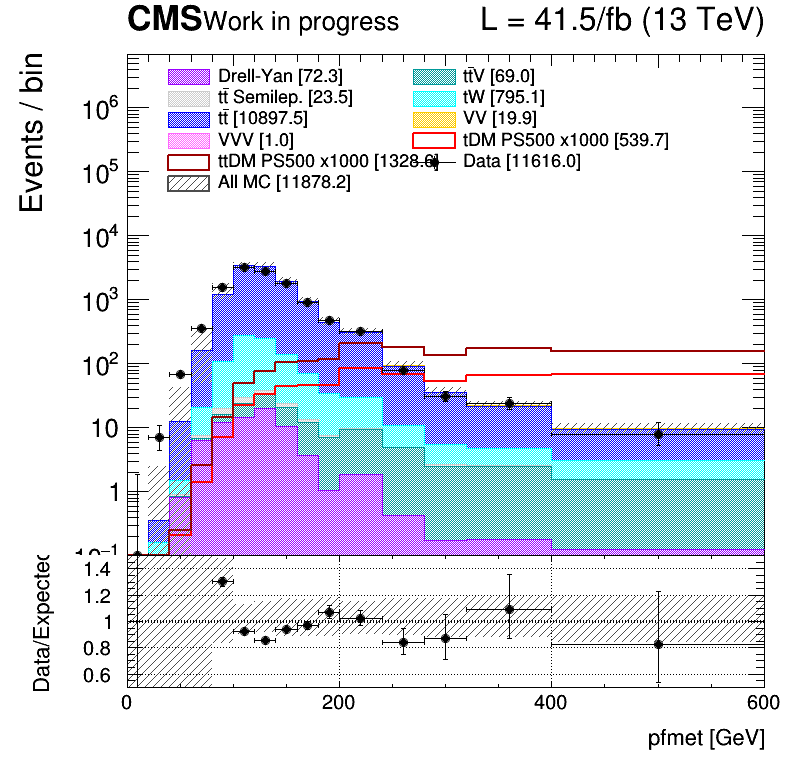 CMS Work in progress L = 41.5/fb (13 TeV)
Events / bin
Drell-Yan [72.3] tt̄V [69.0]
tt̄ Semilep. [23.5] tW [795.1]
tt̄ [10897.5] VV [19.9]
VVV [1.0] tDM PS500 x1000 [539.7]
ttDM PS500 x1000 [1328.6] Data [11616.0]
All MC [11878.2]
10⁶
10⁵
10⁴
10³
10²
10
1
10⁻¹
Data/Expected
1.4
1.2
1
0.8
0.6
0 200 400 600
pfmet [GeV]